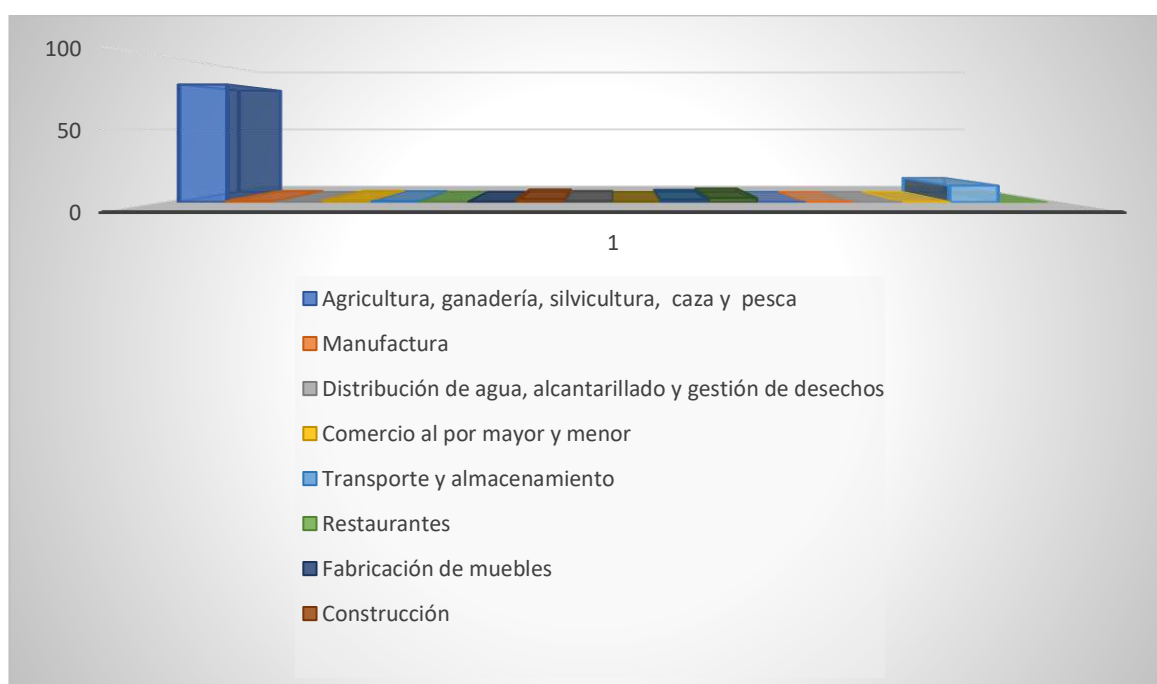 100
50
0
1
Agricultura, ganadería, silvicultura, caza y pesca
Manufactura
Distribución de agua, alcantarillado y gestión de desechos
Comercio al por mayor y menor
Transporte y almacenamiento
Restaurantes
Fabricación de muebles
Construcción